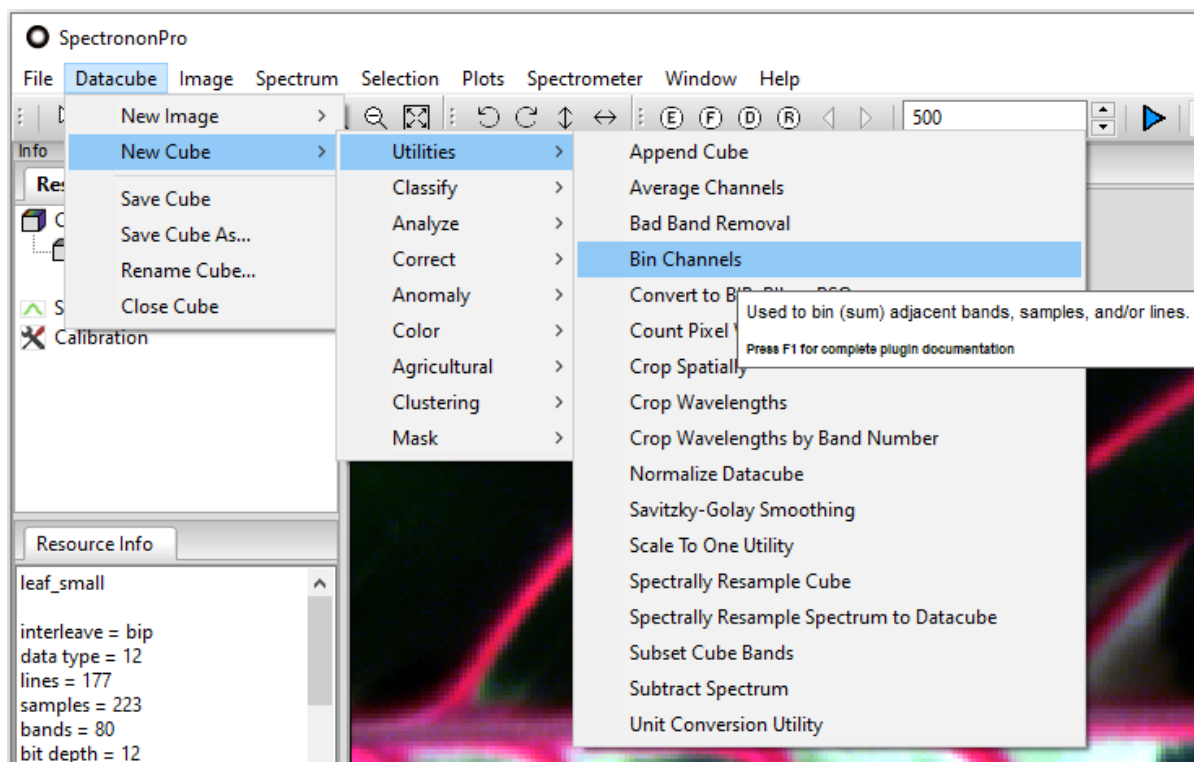 SpectrononPro
File Datacube Image Spectrum Selection Plots Spectrometer Window Help
E F D R 500
Info
New Image
New Cube
Save Cube
Save Cube As...
Rename Cube...
Close Cube
Calibration
Utilities
Classify
Analyze
Correct
Anomaly
Color
Agricultural
Clustering
Mask
Append Cube
Average Channels
Bad Band Removal
Bin Channels
Convert to
Count Pixel
Crop Spatially
Crop Wavelengths
Crop Wavelengths by Band Number
Normalize Datacube
Savitzky-Golay Smoothing
Scale To One Utility
Spectrally Resample Cube
Spectrally Resample Spectrum to Datacube
Subset Cube Bands
Subtract Spectrum
Unit Conversion Utility
Used to bin (sum) adjacent bands, samples, and/or lines.
Press F1 for complete plugin documentation
Resource Info
leaf_small
interleave = bip
data type = 12
lines = 177
samples = 223
bands = 80
bit depth = 12